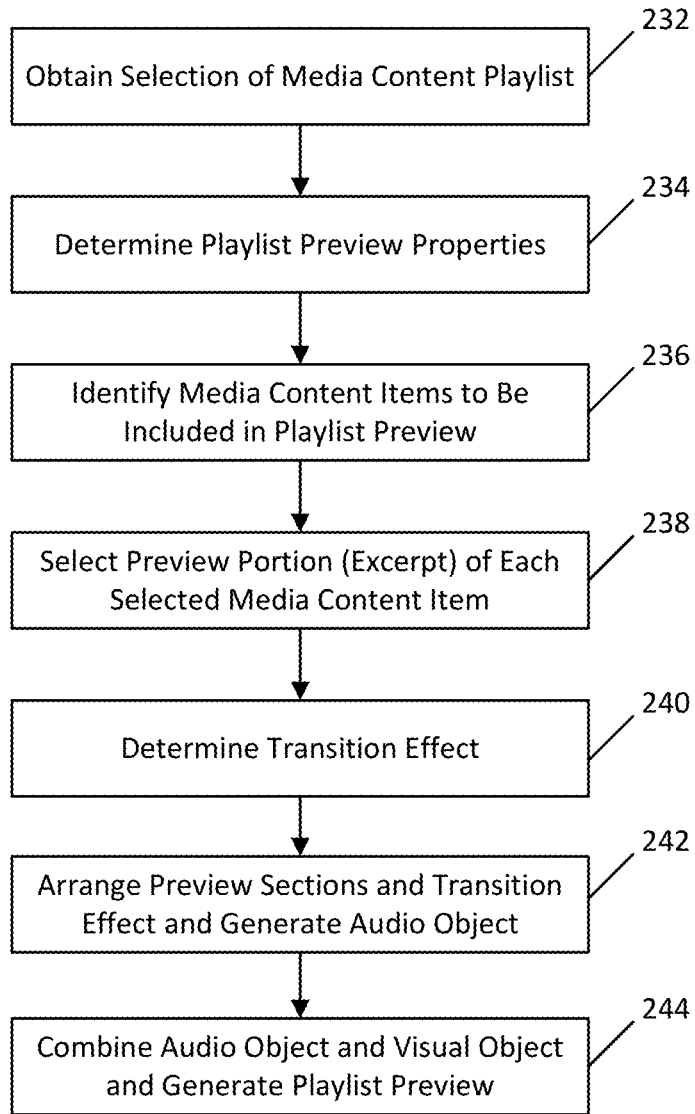 232
Obtain Selection of Media Content Playlist
234
Determine Playlist Preview Properties
236
Identify Media Content Items to Be
Included in Playlist Preview
238
Select Preview Portion (Excerpt) of Each
Selected Media Content Item
240
Determine Transition Effect
242
Arrange Preview Sections and Transition
Effect and Generate Audio Object
244
Combine Audio Object and Visual Object
and Generate Playlist Preview